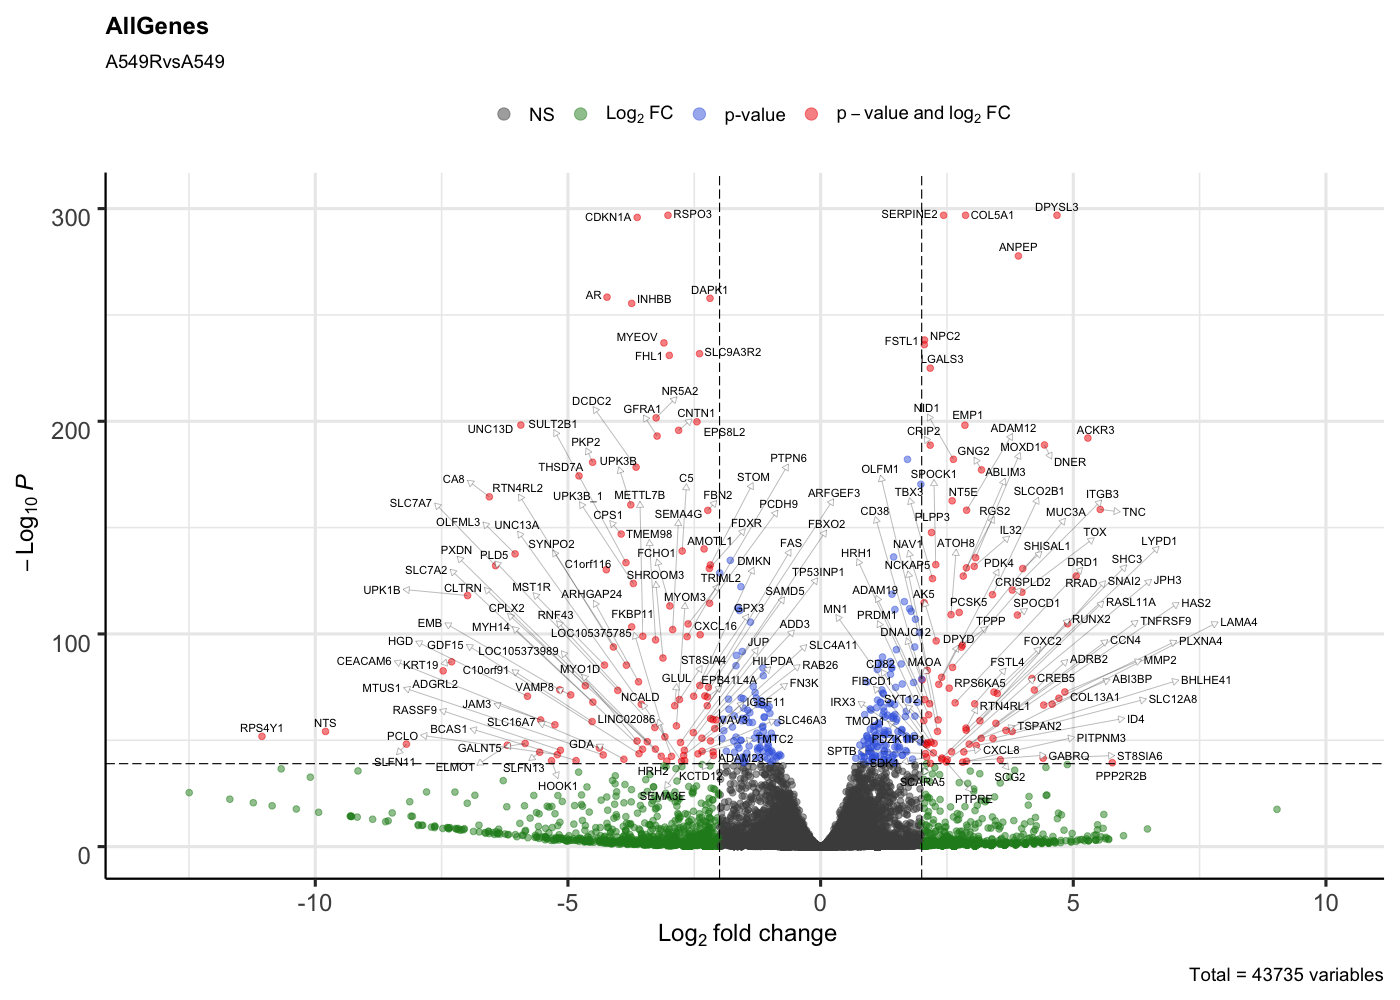 AllGenes
A549RvsA549
NS
Log2 FC
p-value
p – value and log2 FC
300
CDKN1A RSPO3 SERPINE2 COL5A1 DPYSL3
ANPEP
AR INHBB DAPK1
MYEOV FSTL1 NPC2
FHL1 SLC9A3R2 LGALS3
NR5A2
DCDC2 GFRA1 CNTN1 NID1 EMP1
200
UNC13D SULT2B1 EPS8L2 CRIP2 ADAM12 ACKR3
PKP2 MOXD1
THSD7A UPK3B PTPN6 OLFM1 GNG2 DNER
CA8 C5 STOM SPOCK1 ABLIM3
RTN4RL2 UPK3B_1 METTL7B FBN2 ARFGEF3 TBX3 NT5E SLCO2B1 ITGB3
SLC7A7 CPS1 SEMA4G PCDH9 CD38 PLPP3 RGS2 MUC3A TNC
OLFML3 UNC13A TMEM98 FDXR FBXO2
PXDN SYNPO2 FCHO1 AMOTL1 FAS NAV1 ATOH8 IL32 TOX LYPD1
PLD5 HRH1 SHISAL1
SLC7A2 C1orf116 SHROOM3 TRIML2 DMKN TP53INP1 NCKAP5 PDK4 DRD1 SHC3
UPK1B CLTRN MST1R ARHGAP24 MYOM3 SAMD5 ADAM19 AK5 CRISPLD2 RRAD SNAI2 JPH3
CPLX2 RNF43 FKBP11 GPX3 MN1 PRDM1 PCSK5 SPOCD1 RASL11A HAS2
EMB MYH14 LOC105375785 CXCL16 ADD3 DNAJC12 TPPP RUNX2 TNFRSF9 LAMA4
HGD GDF15 LOC105373989 JUP SLC4A11 DPYD FOXC2 CCN4 PLXNA4
CEACAM6 KRT19 C10orf91 MYO1D ST8SIA4 HILPDA RAB26 CD82 MAOA FSTL4 ADRB2 MMP2
MTUS1 ADGRL2 VAMP8 GLUL EPB41L4A FN3K FIBCD1 RPS6KA5 CREB5 ABI3BP BHLHE41
RASSF9 JAM3 NCALD IGSF11 IRX3 SYT12 RTN4RL1 COL13A1 SLC12A8
RPS4Y1 NTS BCAS1 SLC16A7 LINC02086 VAV3 SLC46A3 TMOD1 TSPAN2 ID4
PCLO GALNT5 GDA TMTC2 SPTB PDZK1IP1 CXCL8 PITPNM3
SLFN11 ELMO1 SLFN13 HRH2 ADAM23 SDK1 GABRQ ST8SIA6
HOOK1 SEMA3E KCTD12 SCARA5 PTPRE SCG2 PPP2R2B
100
0
– Log10 P
-10 -5 0 5 10
Log2 fold change
Total = 43735 variables